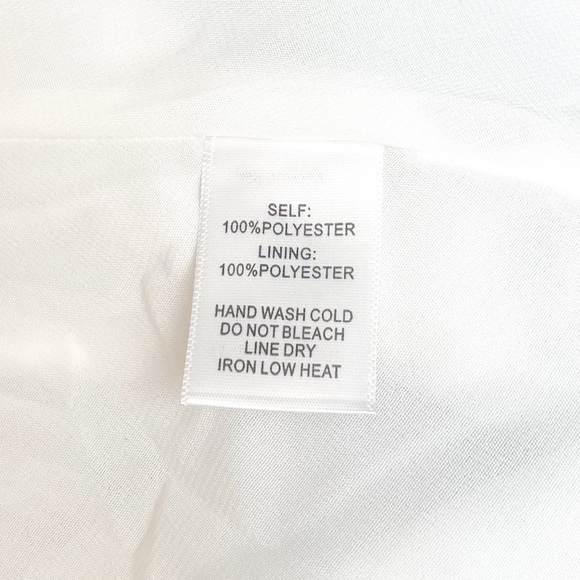 SELF:
100%POLYESTER
LINING:
100%POLYESTER
HAND WASH COLD
DO NOT BLEACH
LINE DRY
IRON LOW HEAT